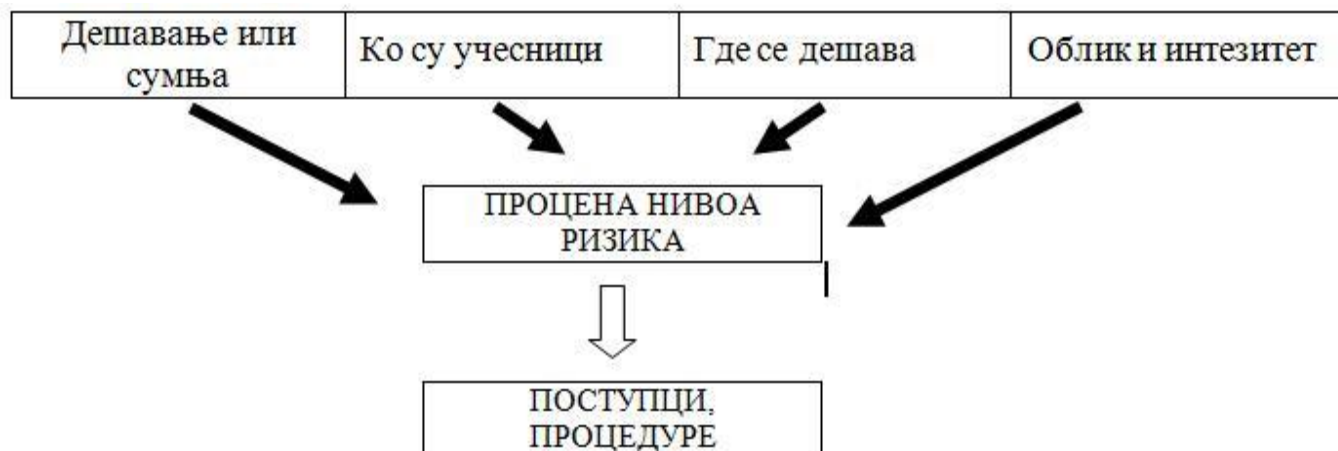 Дешавање или
сумња
Ко су учесници
Где се дешава
Облик и интезитет
ПРОЦЕНА НИВОА
РИЗИКА
ПОСТУПЦИ,
ПРОЦЕДУРЕ